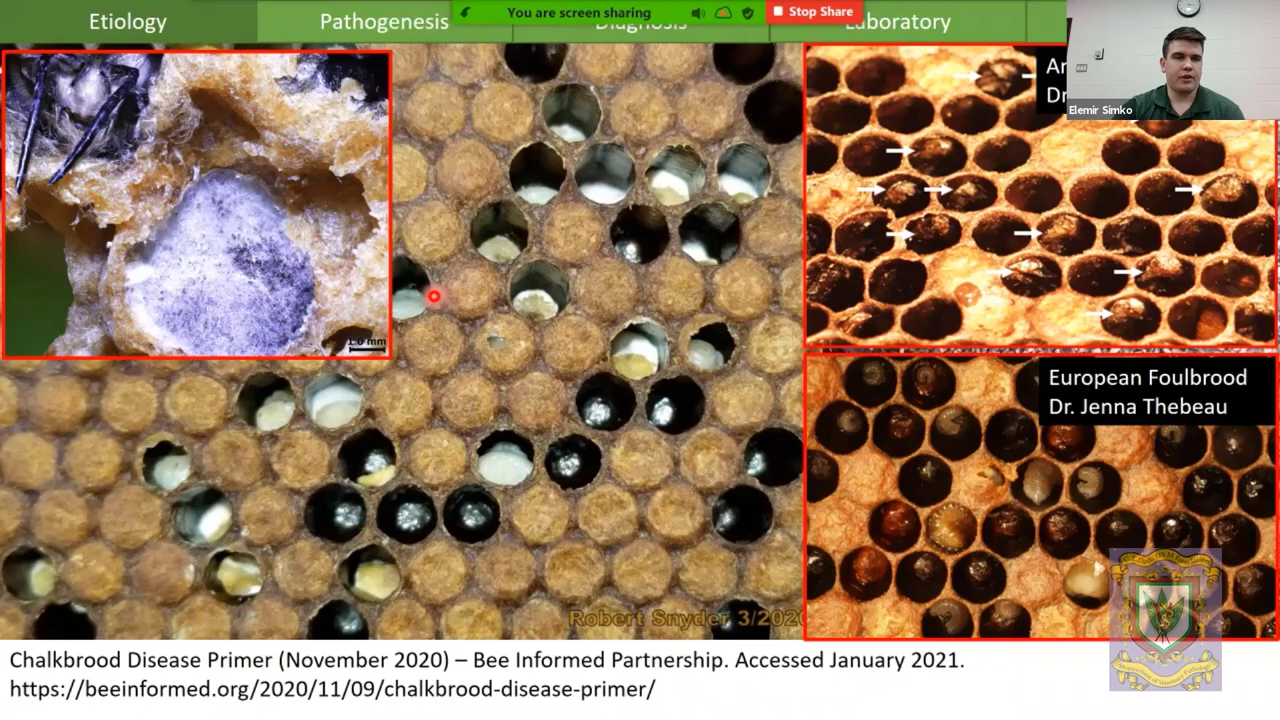 Etiology
Pathogenesis
You are screen sharing
Stop Share
Diagnosis
Laboratory
Elemir Simko
1.0 mm
European Foulbrood
Dr. Jenna Thebeau
Robert Snyder 3/2020
Chalkbrood Disease Primer (November 2020) – Bee Informed Partnership. Accessed January 2021.
https://beeinformed.org/2020/11/09/chalkbrood-disease-primer/